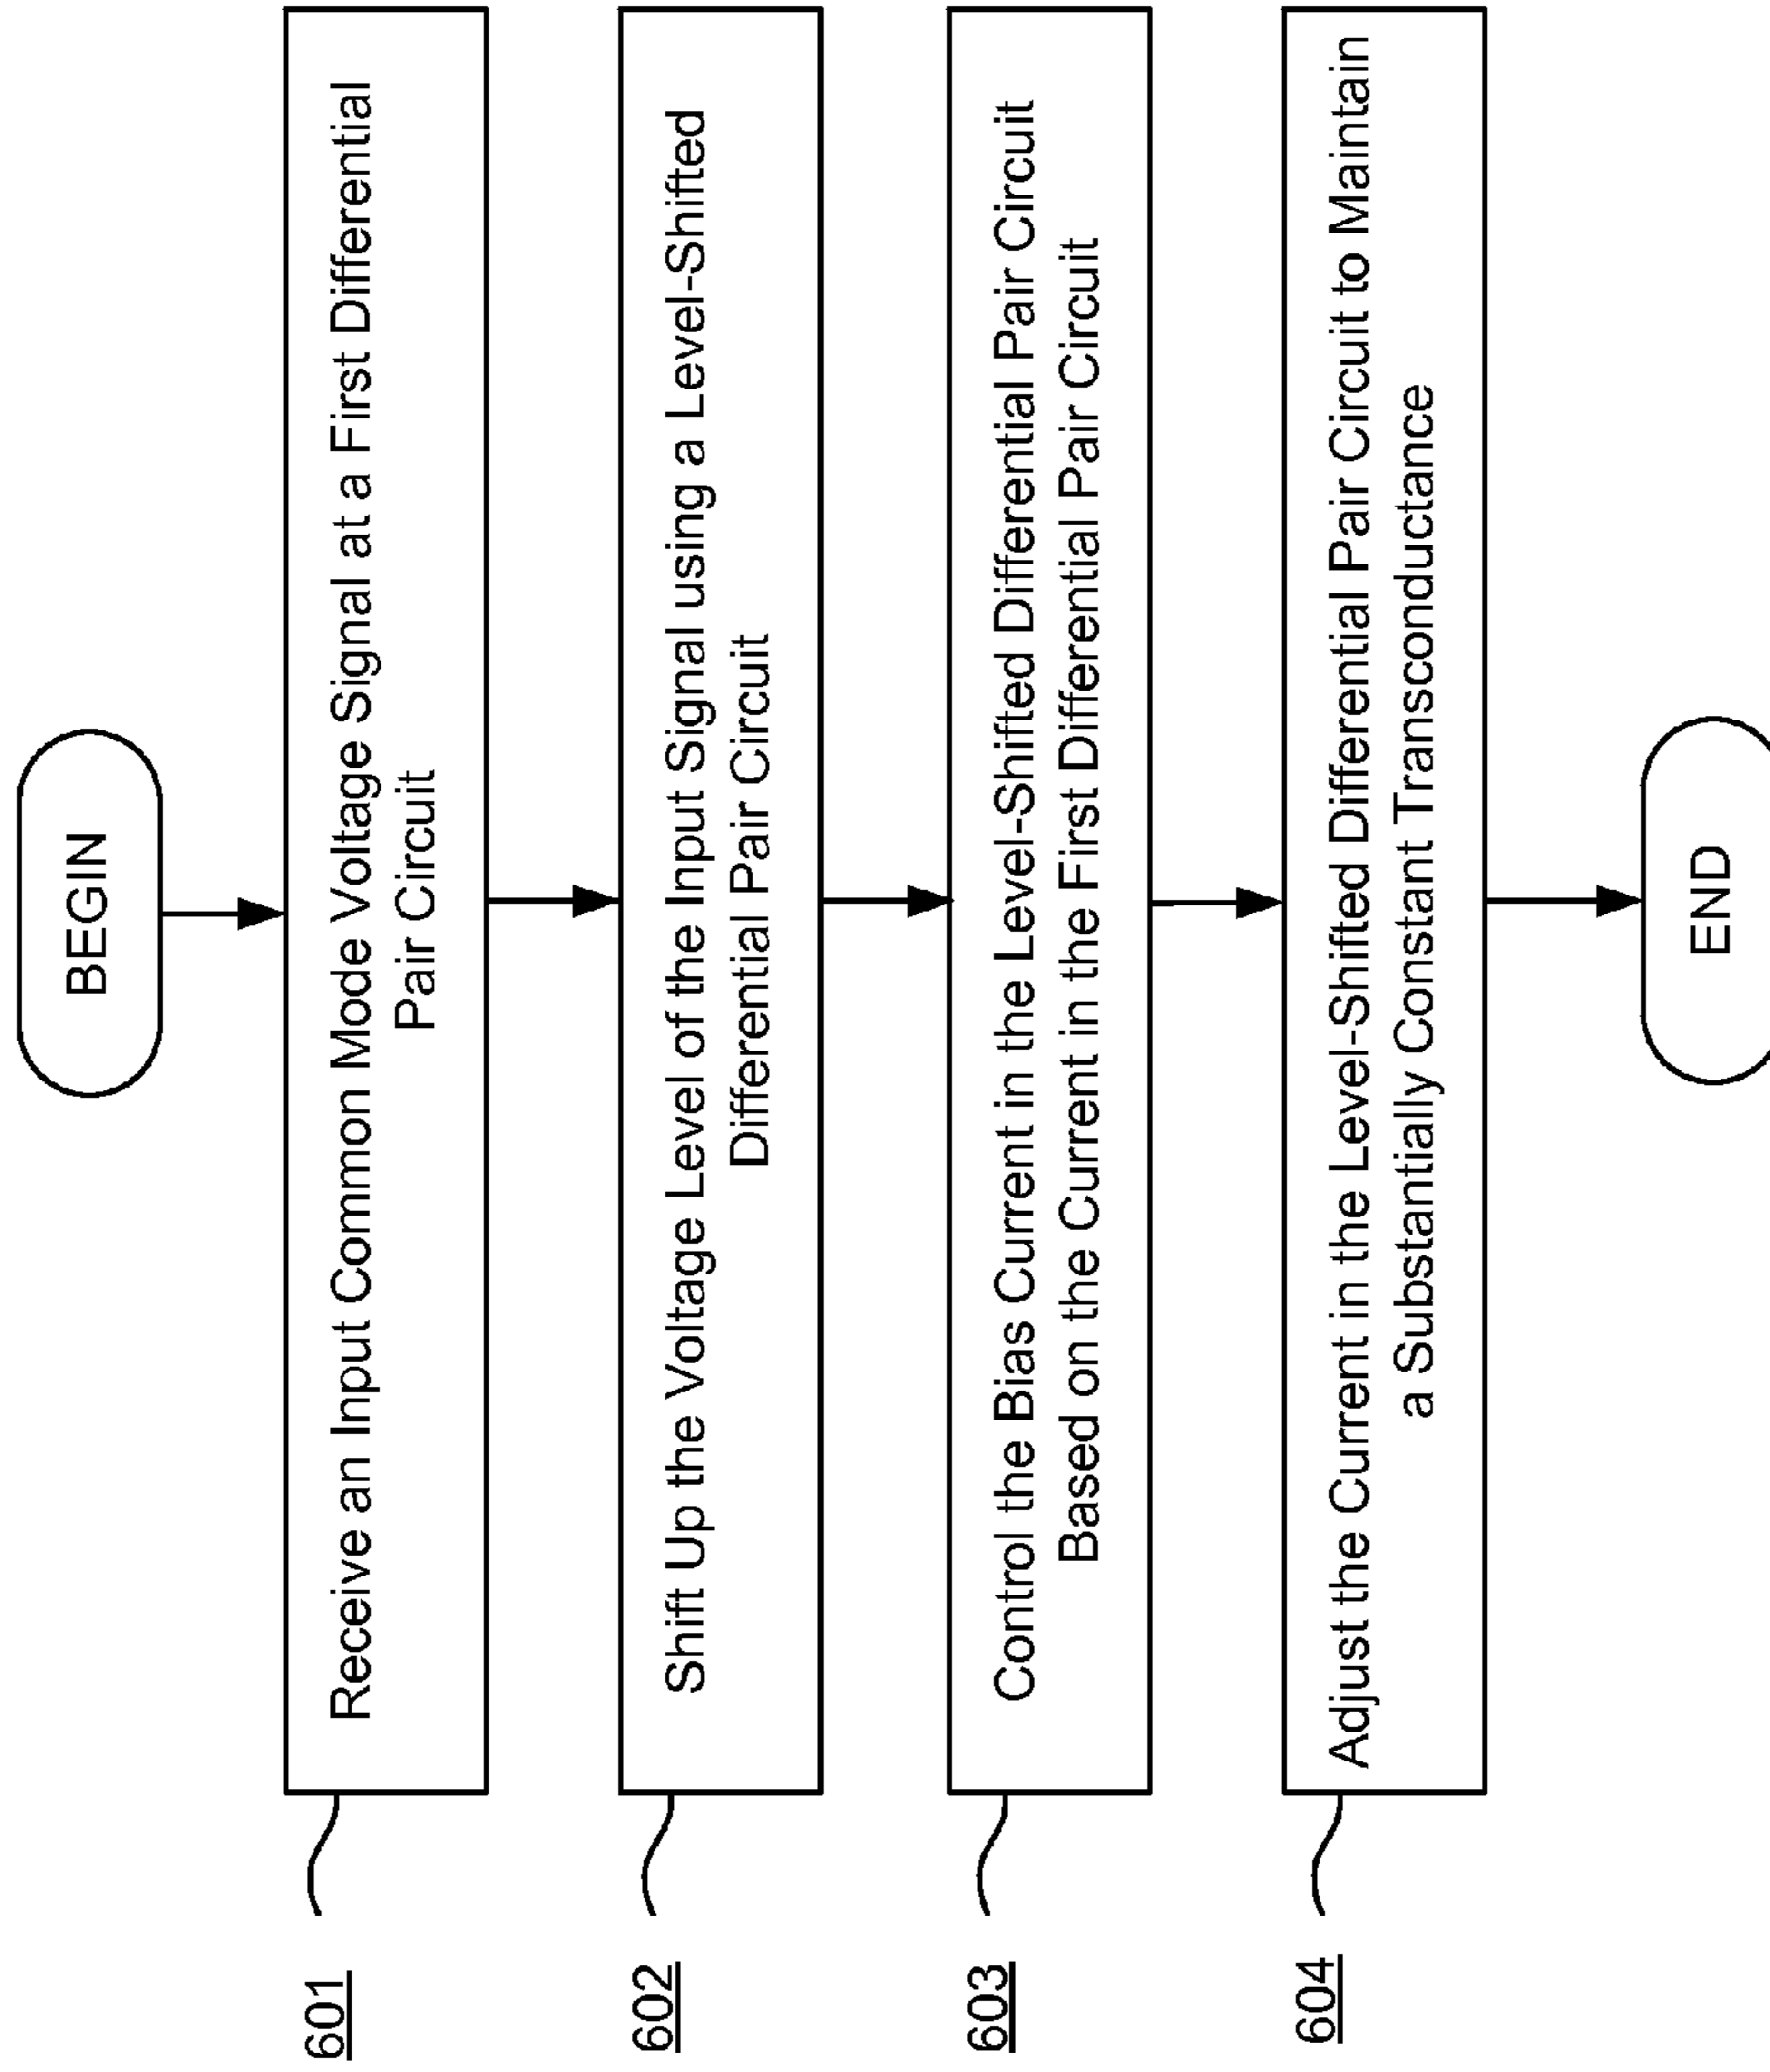 BEGIN
601
Receive an Input Common Mode Voltage Signal at a First Differential
Pair Circuit
602
Shift Up the Voltage Level of the Input Signal using a Level-Shifted
Differential Pair Circuit
603
Control the Bias Current in the Level-Shifted Differential Pair Circuit
Based on the Current in the First Differential Pair Circuit
604
Adjust the Current in the Level-Shifted Differential Pair Circuit to Maintain
a Substantially Constant Transconductance
END